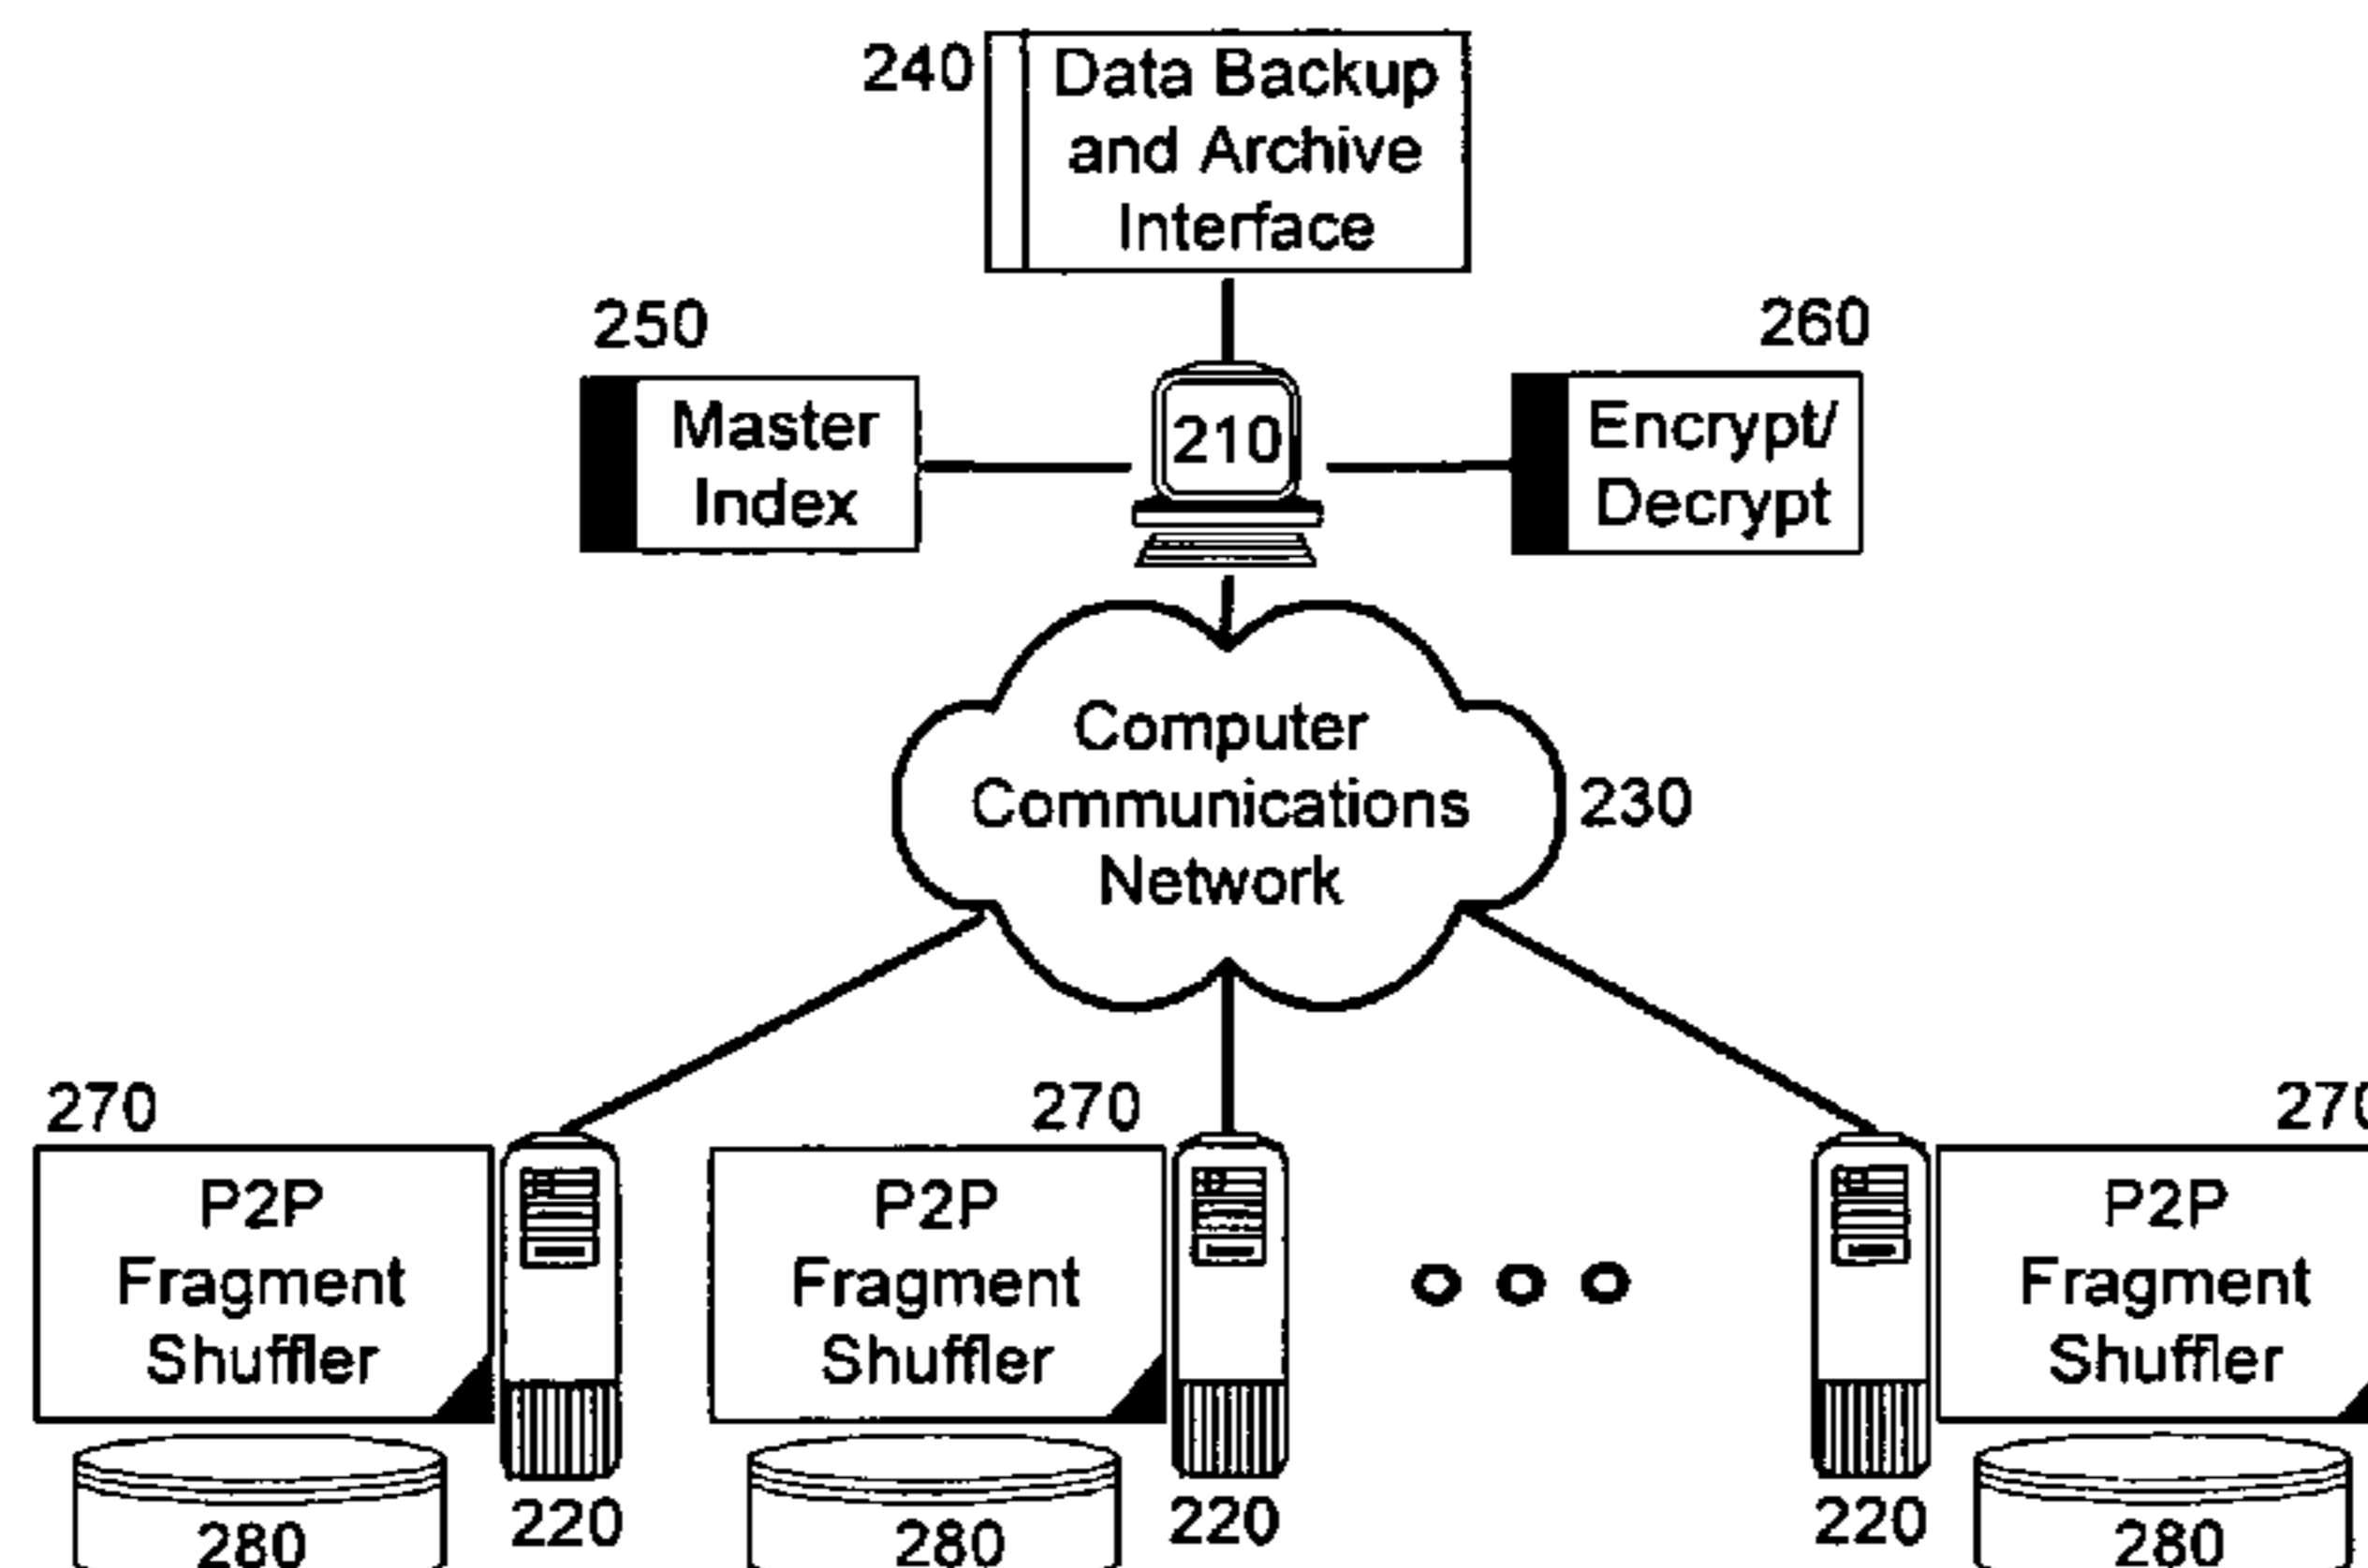 240
Data Backup
and Archive
Interface
250
260
Master
Index
210
Encrypt/
Decrypt
Computer
Communications
Network
230
270
270
270
P2P
Fragment
Shuffler
P2P
Fragment
Shuffler
P2P
Fragment
Shuffler
280
220
280
220
220
280